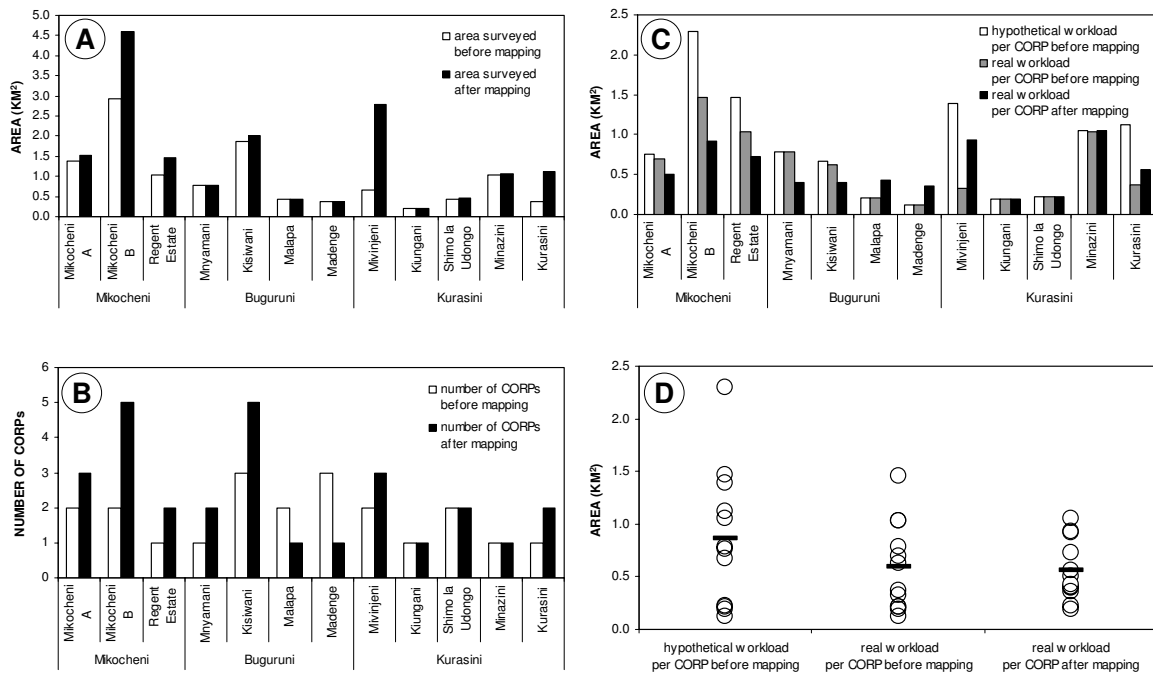 A
AREA (KM²)
5.0
4.5
4.0
3.5
3.0
2.5
2.0
1.5
1.0
0.5
0.0
area surveyed
before mapping
area surveyed
after mapping
Mikocheni
A
Mikocheni
B
Regent
Estate
Mnyamani
Kisiwani
Malapa
Madenge
Mivinjeni
Kiungani
Shimo la
Udongo
Minazini
Kurasini
Mikocheni
Buguruni
Kurasini
C
AREA (KM²)
2.5
2.0
1.5
1.0
0.5
0.0
hypothetical workload
per CORP before mapping
real workload
per CORP before mapping
real workload
per CORP after mapping
Mikocheni
A
Mikocheni
B
Regent
Estate
Mnyamani
Kisiwani
Malapa
Madenge
Mivinjeni
Kiungani
Shimo la
Udongo
Minazini
Kurasini
Mikocheni
Buguruni
Kurasini
B
NUMBER OF CORPs
6
5
4
3
2
1
0
number of CORPs
before mapping
number of CORPs
after mapping
Mikocheni
A
Mikocheni
B
Regent
Estate
Mnyamani
Kisiwani
Malapa
Madenge
Mivinjeni
Kiungani
Shimo la
Udongo
Minazini
Kurasini
Mikocheni
Buguruni
Kurasini
D
AREA (KM²)
2.5
2.0
1.5
1.0
0.5
0.0
hypothetical workload
per CORP before mapping
real workload
per CORP before mapping
real workload
per CORP after mapping